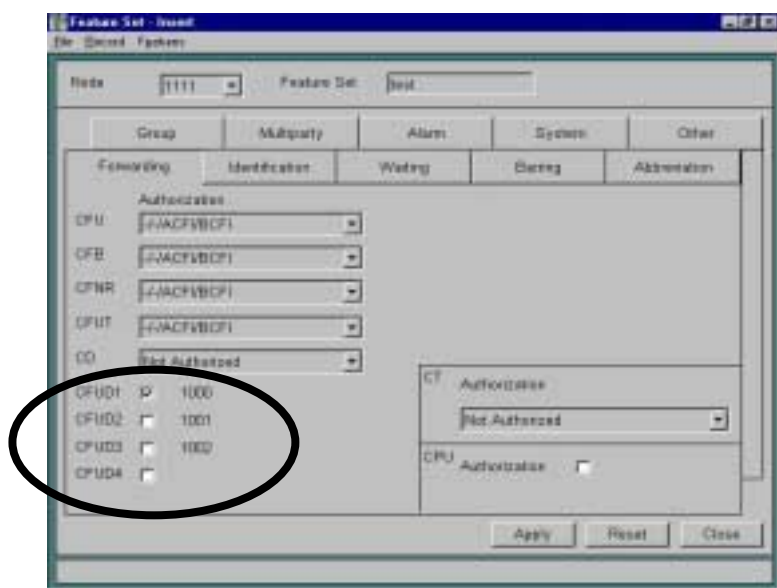 Feature Set - Insert
File Record Features
Node 1111 Feature Set test
Group Multiparty Alarm System Other
Forwarding Identification Waiting Barring Abbreviation
Authorization
CFU -/-/ACFI/BCFI
CFB -/-/ACFI/BCFI
CFNR -/-/ACFI/BCFI
CFUT -/-/ACFI/BCFI
CD Not Authorized
CFUD1 1000
CFUD2 1001
CFUD3 1002
CFUD4
CT Authorization
Not Authorized
CPU Authorization
Apply Reset Close